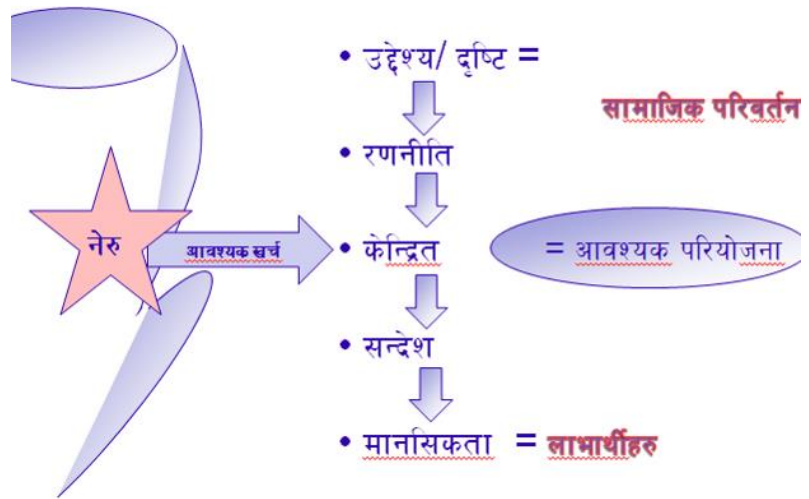 • उद्देश्य/ दृष्टि =
सामाजिक परिवर्तन
• रणनीति
नेरु
आवश्यक खर्च
• केन्द्रित
= आवश्यक परियोजना
• सन्देश
• मानसिकता = लाभार्थीहरु